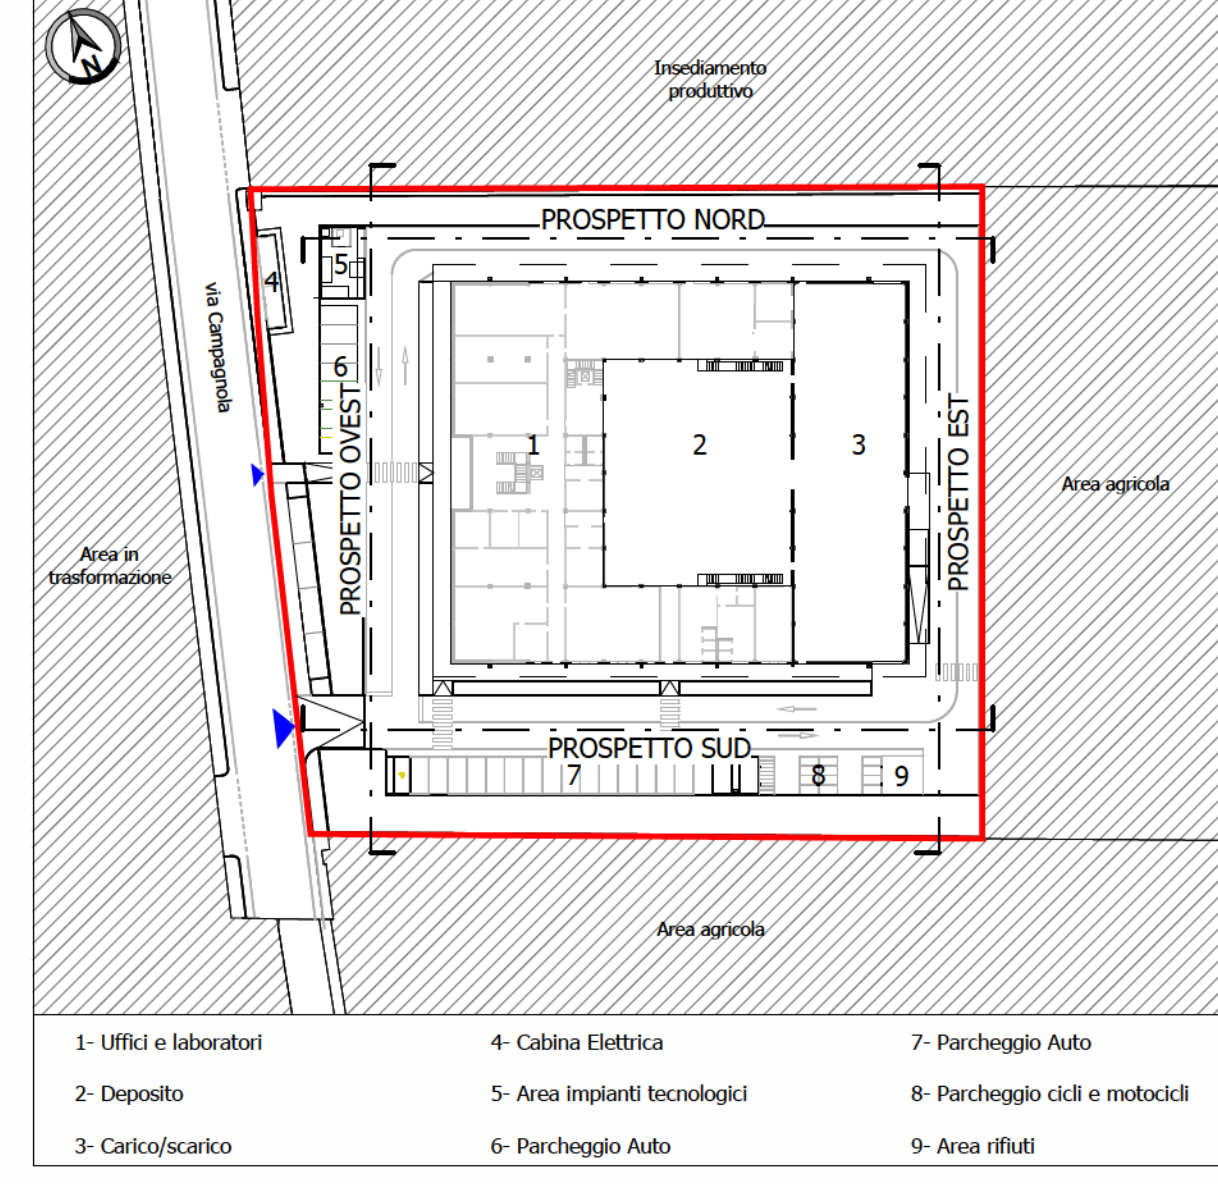 N
Insediamento
produttivo
PROSPETTO NORD
5
4
via Campagnola
6
PROSPETTO OVEST
1
2
3
PROSPETTO EST
Area agricola
Area in
trasformazione
PROSPETTO SUD
7
8
9
Area agricola
1- Uffici e laboratori
4- Cabina Elettrica
7- Parcheggio Auto
2- Deposito
5- Area impianti tecnologici
8- Parcheggio cicli e motocicli
3- Carico/scarico
6- Parcheggio Auto
9- Area rifiuti